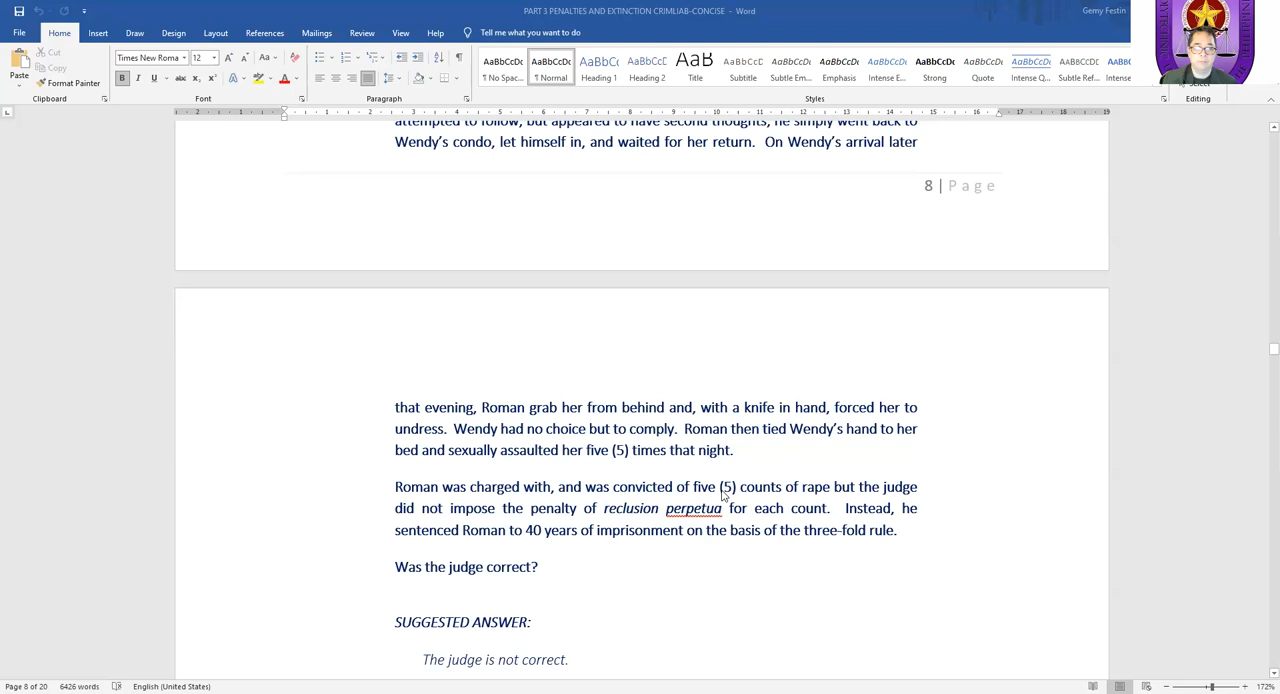 PART 3 PENALTIES AND EXTINCTION CRIMLIAB-CONCISE - Word
Gemy Festin
File Home Insert Draw Design Layout References Mailings Review View Help Tell me what you want to do
Paste
Cut
Copy
Format Painter
Clipboard
Times New Roma 12
Font
Paragraph
AaBbCcDc AaBbCcDc AaBbC AaBbCcC AaB AaBbCcC AaBbCcDc AaBbCcDc AaBbCcDc AaBbCcDc AaBbCcDc AaBbCcDc AaBbC
¶ No Spac... ¶ Normal Heading 1 Heading 2 Title Subtitle Subtle Em... Emphasis Intense E... Strong Quote Intense Q... Subtle Ref... Intense
Styles
Editing
attempted to follow, but appeared to have second thoughts, he simply went back to
Wendy's condo, let himself in, and waited for her return. On Wendy's arrival later
8 | Page
that evening, Roman grab her from behind and, with a knife in hand, forced her to
undress. Wendy had no choice but to comply. Roman then tied Wendy's hand to her
bed and sexually assaulted her five (5) times that night.
Roman was charged with, and was convicted of five (5) counts of rape but the judge
did not impose the penalty of reclusion perpetua for each count. Instead, he
sentenced Roman to 40 years of imprisonment on the basis of the three-fold rule.
Was the judge correct?
SUGGESTED ANSWER:
The judge is not correct.
Page 8 of 20 6426 words English (United States) 172%